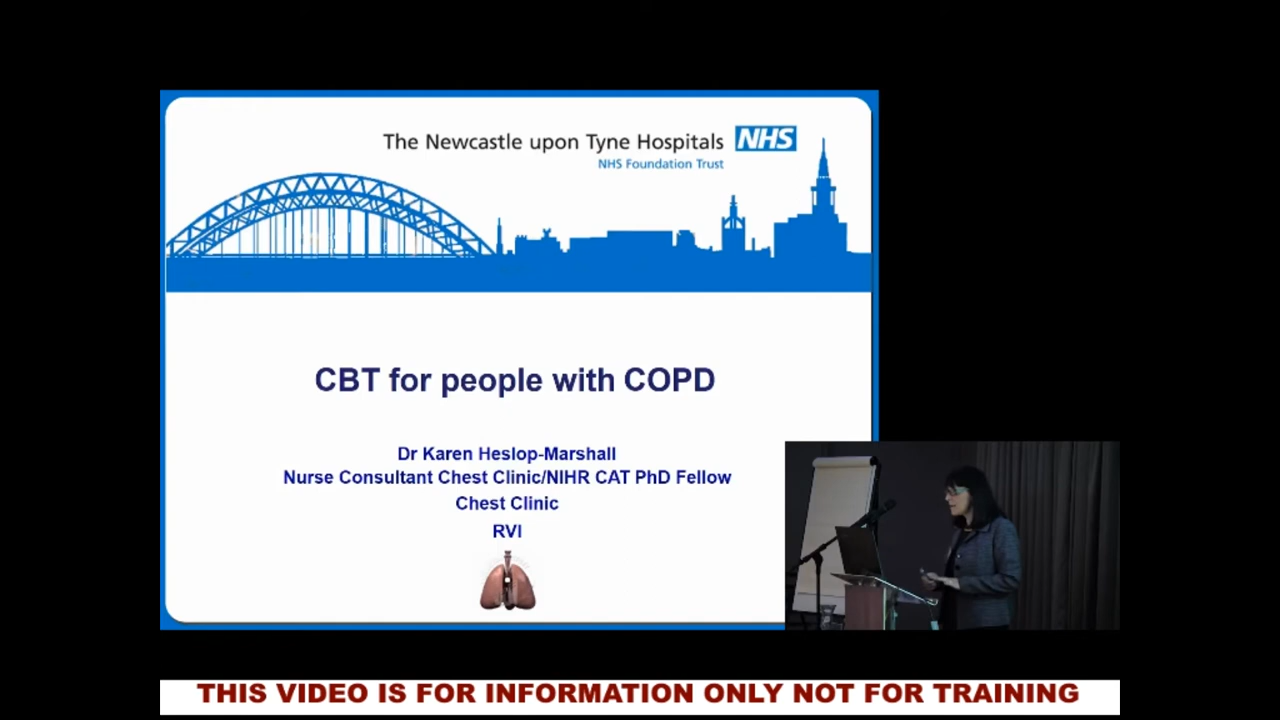 The Newcastle upon Tyne Hospitals NHS
NHS Foundation Trust
CBT for people with COPD
Dr Karen Heslop-Marshall
Nurse Consultant Chest Clinic/NIHR CAT PhD Fellow
Chest Clinic
RVI
THIS VIDEO IS FOR INFORMATION ONLY NOT FOR TRAINING